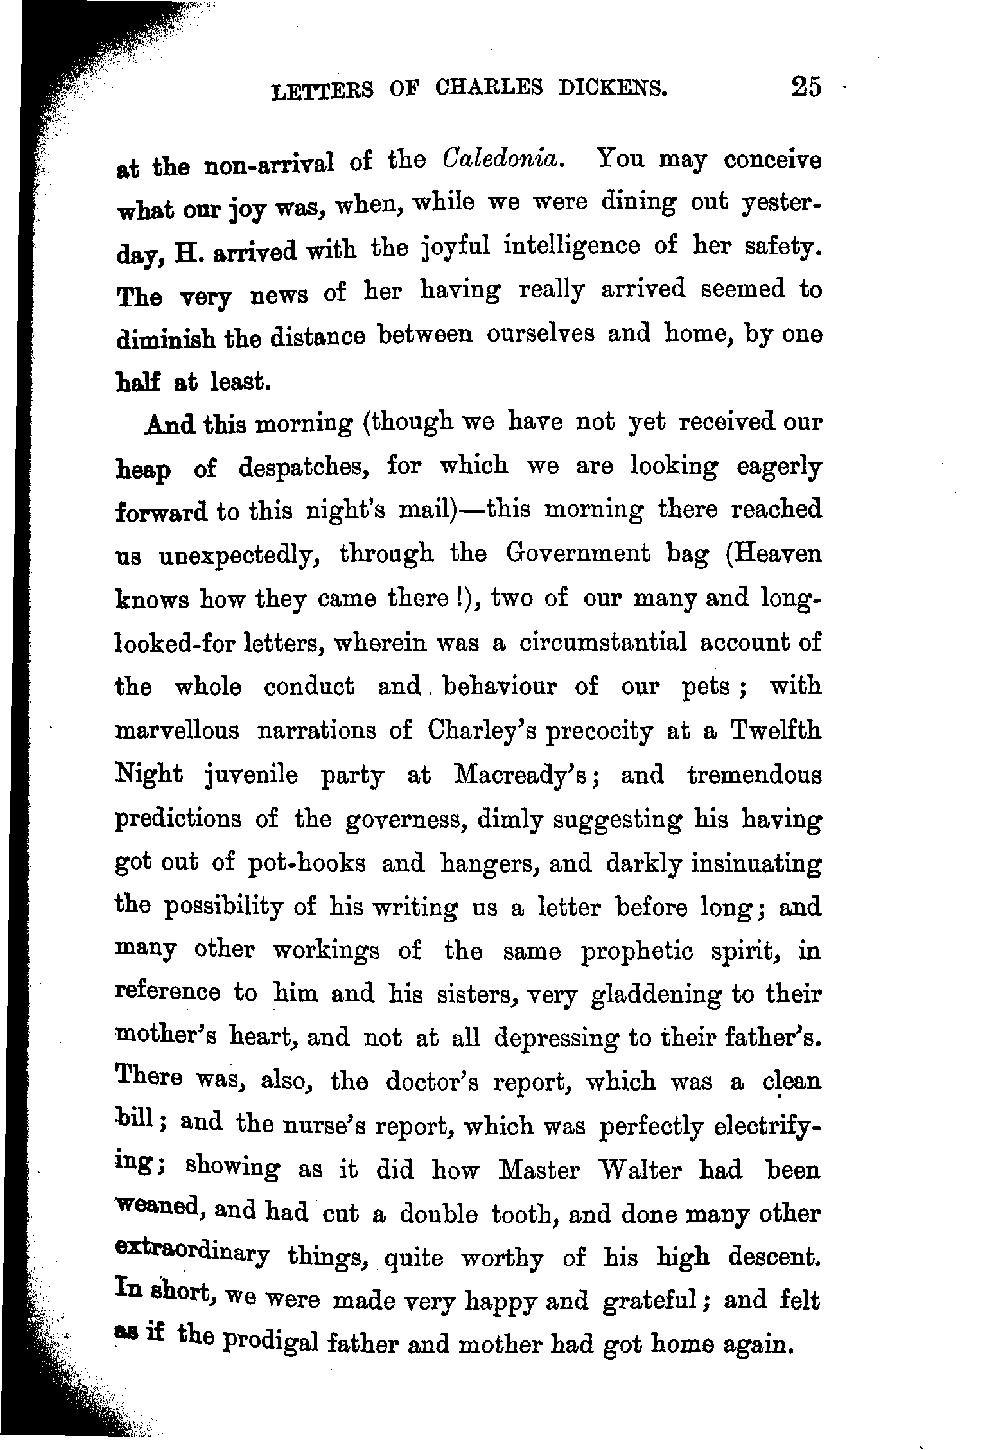 LETTERS OF CHARLES DICKENS. 25
at the non-arrival of the Caledonia. You may conceive
what our joy was, when, while we were dining out yester-
day, H. arrived with the joyful intelligence of her safety.
The very news of her having really arrived seemed to
diminish the distance between ourselves and home, by one
half at least.
And this morning (though we have not yet received our
heap of despatches, for which we are looking eagerly
forward to this night's mail)—this morning there reached
us unexpectedly, through the Government bag (Heaven
knows how they came there!), two of our many and long-
looked-for letters, wherein was a circumstantial account of
the whole conduct and behaviour of our pets; with
marvellous narrations of Charley's precocity at a Twelfth
Night juvenile party at Macready's; and tremendous
predictions of the governess, dimly suggesting his having
got out of pot-hooks and hangers, and darkly insinuating
the possibility of his writing us a letter before long; and
many other workings of the same prophetic spirit, in
reference to him and his sisters, very gladdening to their
mother's heart, and not at all depressing to their father's.
There was, also, the doctor's report, which was a clean
bill; and the nurse's report, which was perfectly electrify-
ing; showing as it did how Master Walter had been
weaned, and had cut a double tooth, and done many other
extraordinary things, quite worthy of his high descent.
In short, we were made very happy and grateful; and felt
as if the prodigal father and mother had got home again.